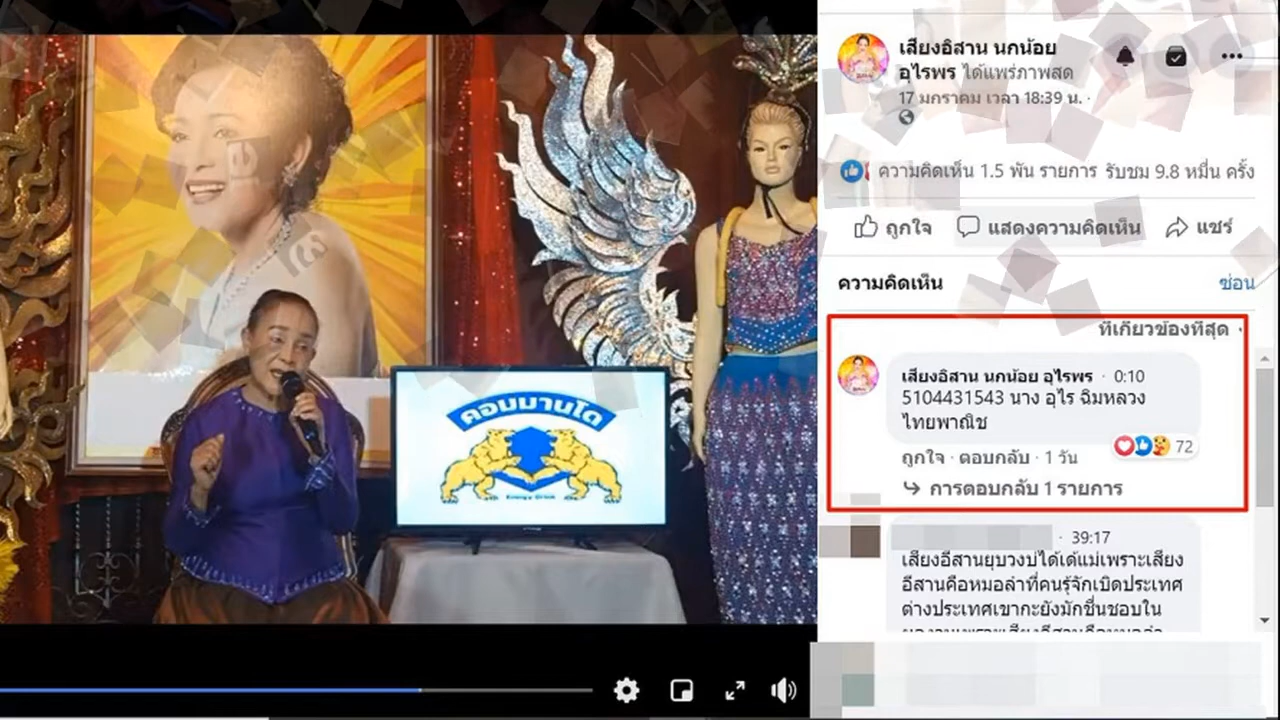 คอมมานโด
Energy Drink
เสียงอิสาน นกน้อย
อุไรพร ได้แพร่ภาพสด
17 มกราคม เวลา 18:39 น. ·
ความคิดเห็น 1.5 พัน รายการ รับชม 9.8 หมื่น ครั้ง
ถูกใจ แสดงความคิดเห็น แชร์
ความคิดเห็น ซ่อน
ที่เกี่ยวข้องที่สุด
เสียงอิสาน นกน้อย อุไรพร · 0:10
5104431543 นาง อุไร ฉิมหลวง
ไทยพาณิช
72
ถูกใจ · ตอบกลับ · 1 วัน
การตอบกลับ 1 รายการ
· 39:17
เสียงอีสานยุบวงบ่ได้เด้แม่เพราะเสียง
อีสานคือหมอลำที่คนรู้จักเบิดประเทศ
ต่างประเทศเขากะยังมักชื่นชอบใน